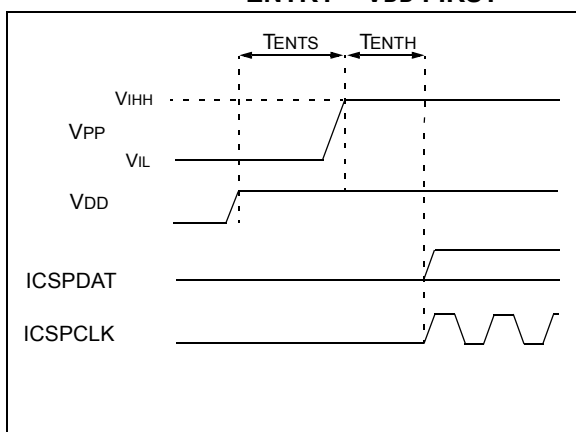 ENTRY – VDD FIRST
TENTS TENTH
VIHH
VPP
VIL
VDD
ICSPDAT
ICSPCLK